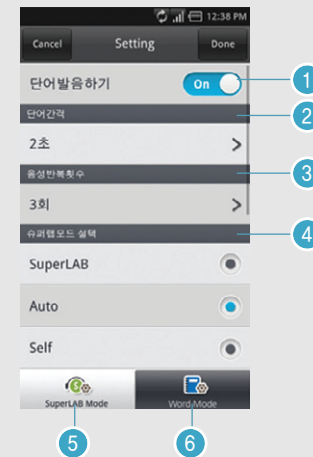 12:38 PM
Cancel Setting Done
단어발음하기 On 1
단어간격 2
2초
음성반복횟수 3
3회
슈퍼랩모드 설택 4
SuperLAB
Auto
Self
SuperLAB Mode Word Mode
5 6